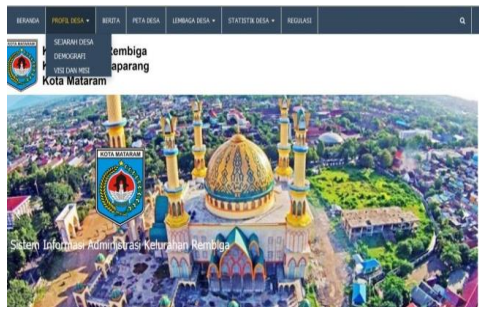 BERANDA PROFIL DESA BERITA PETA DESA LEMBAGA DESA STATISTIK DESA REGULASI
SEJARAH DESA
DEMOGRAFI
VISI DAN MISI
Rembiga
aparang
Kota Mataram
KOTA MATARAM
Sistem Informasi Administrasi Kelurahan Rembiga